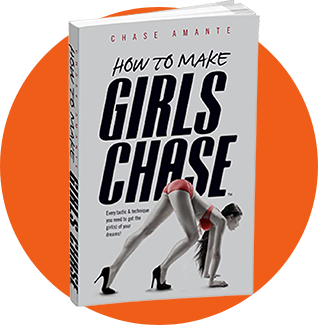 CHASE AMANTE
HOW TO MAKE
GIRLS
CHASE™
Every tactic & technique
you need to get the
girl(s) of your
dreams!
HOW TO MAKE GIRLS CHASE